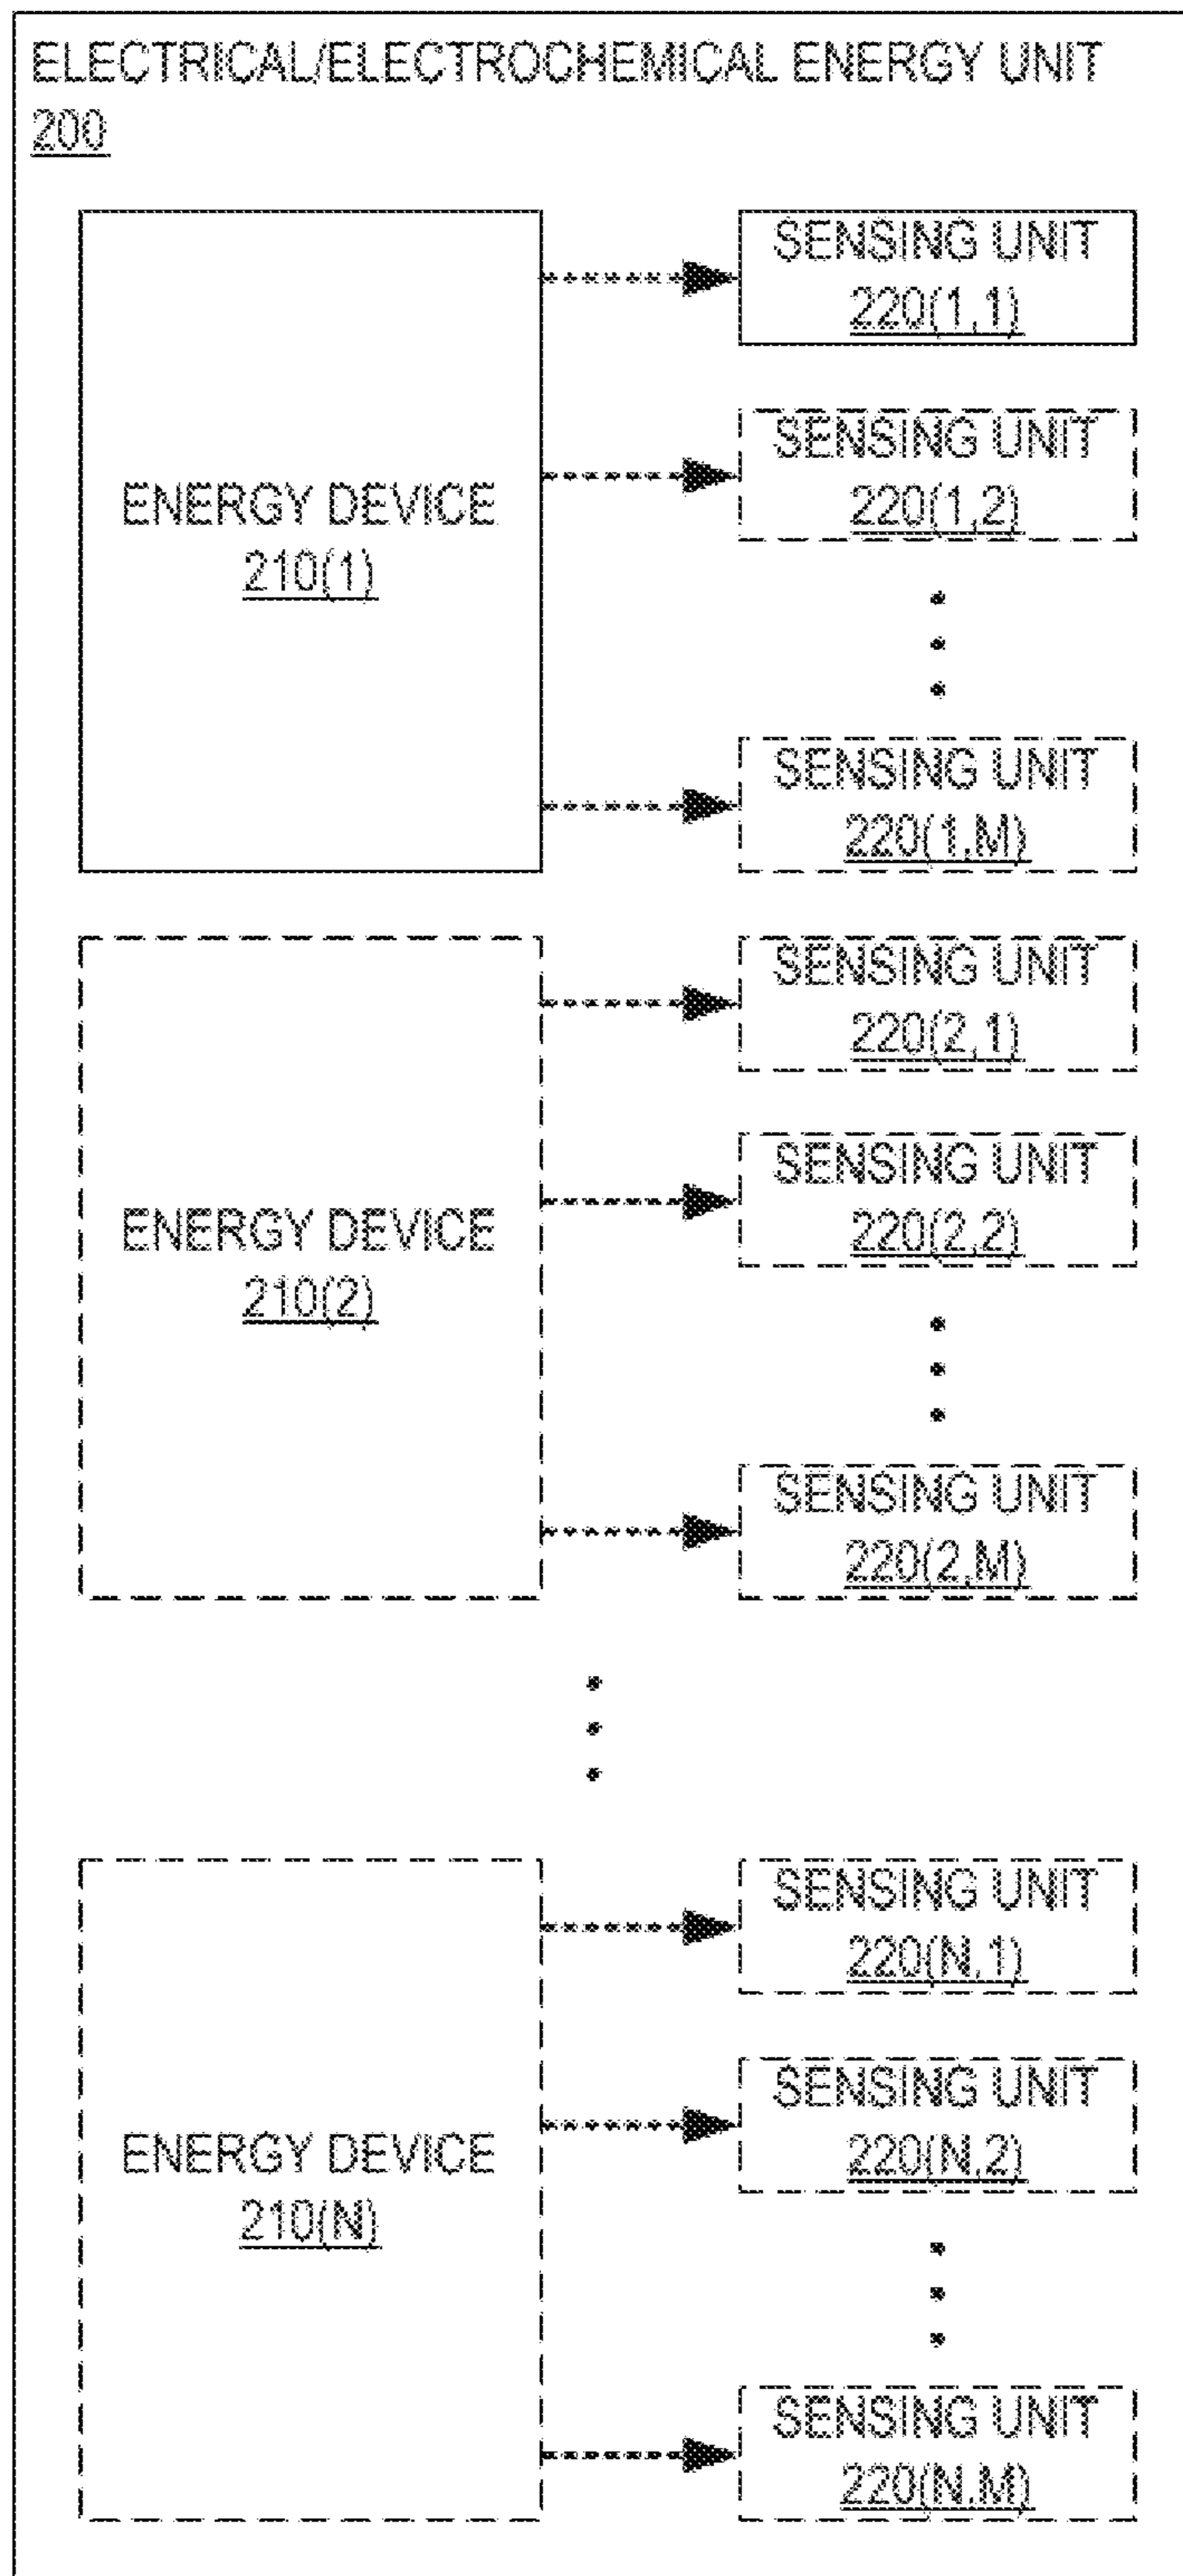 ELECTRICAL/ELECTROCHEMICAL ENERGY UNIT
200
ENERGY DEVICE
210(1)
SENSING UNIT
220(1,1)
SENSING UNIT
220(1,2)
SENSING UNIT
220(1,M)
ENERGY DEVICE
210(2)
SENSING UNIT
220(2,1)
SENSING UNIT
220(2,2)
SENSING UNIT
220(2,M)
ENERGY DEVICE
210(N)
SENSING UNIT
220(N,1)
SENSING UNIT
220(N,2)
SENSING UNIT
220(N,M)